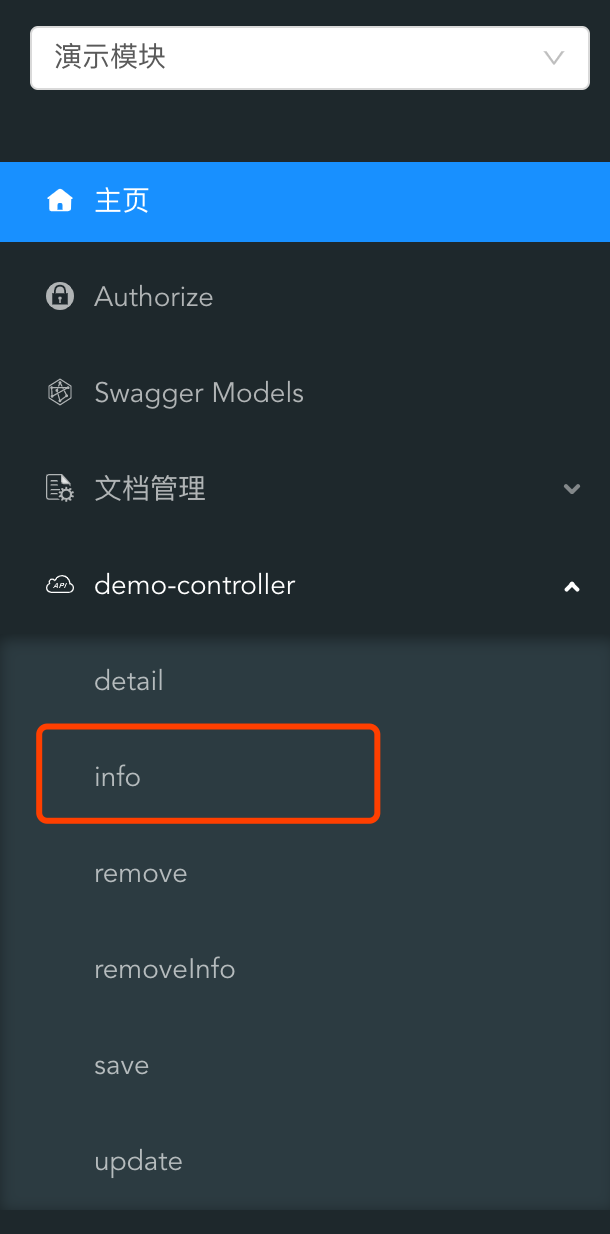 演示模块
主页
Authorize
Swagger Models
文档管理
API
demo-controller
detail
info
remove
removeInfo
save
update